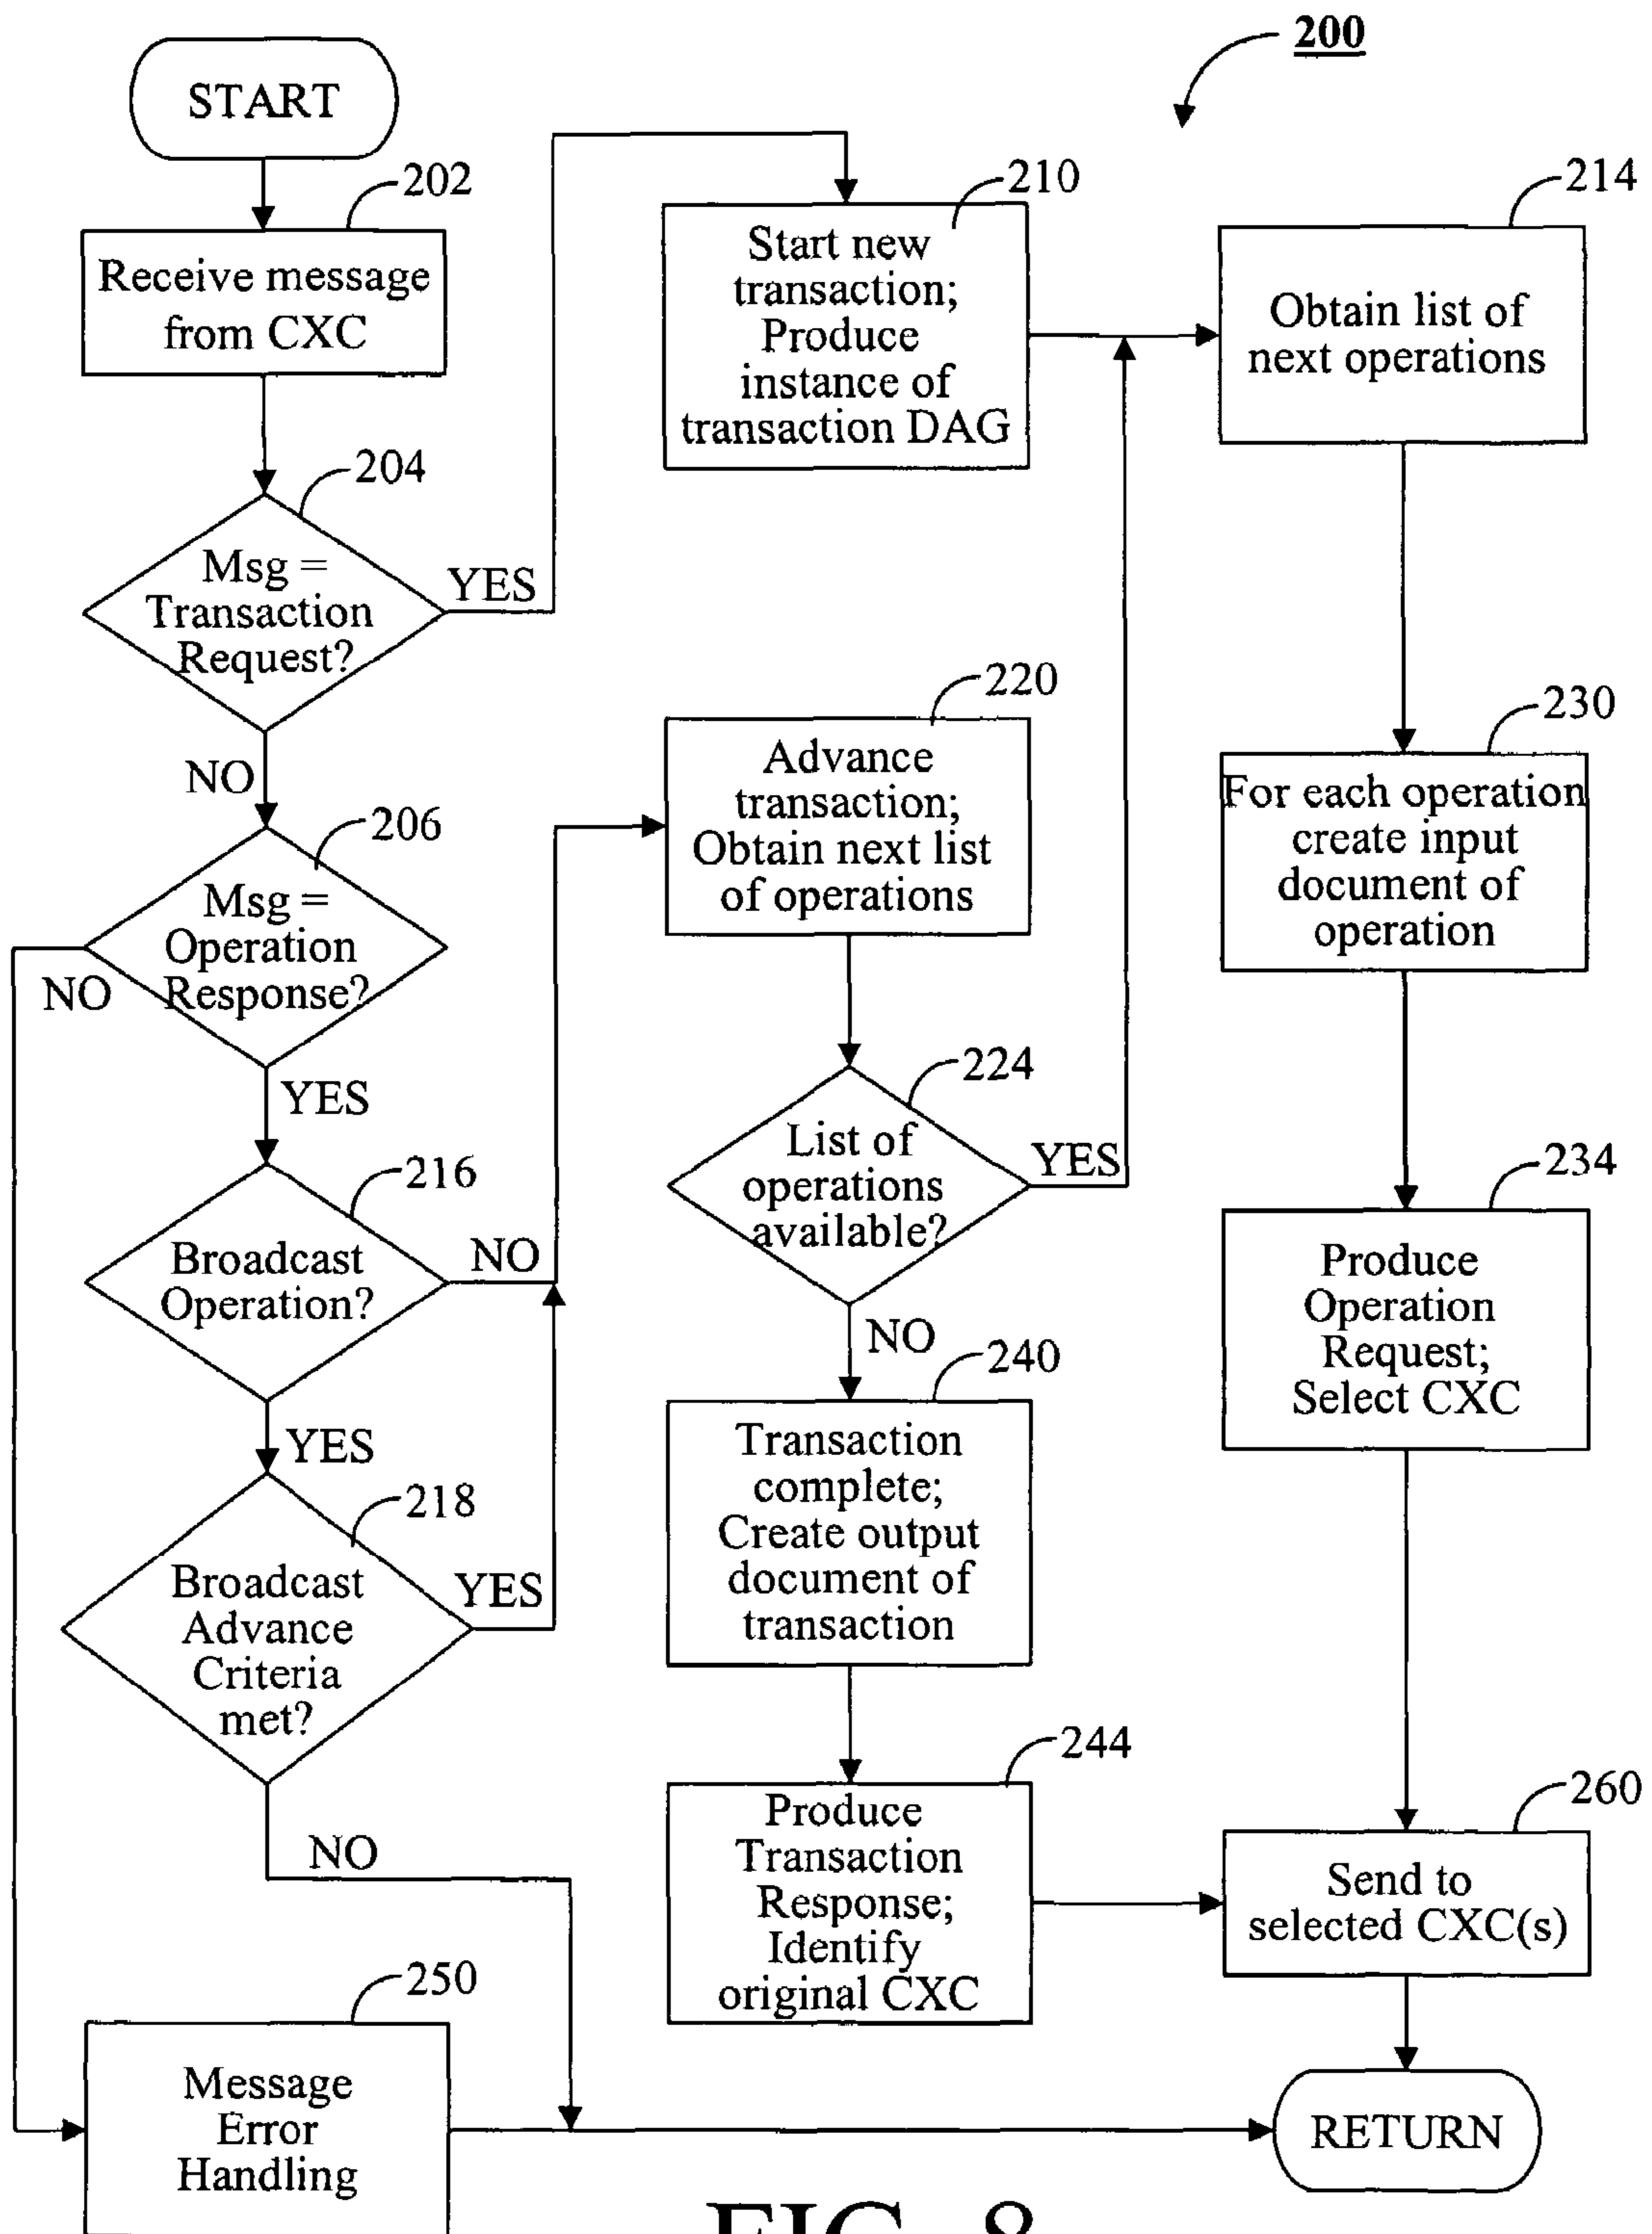 200
START
202
Receive message
from CXC
204
Msg =
Transaction
Request?
YES
NO
206
Msg =
Operation
Response?
NO
YES
216
Broadcast
Operation?
NO
YES
218
Broadcast
Advance
Criteria
met?
YES
NO
250
Message
Error
Handling
210
Start new
transaction;
Produce
instance of
transaction DAG
220
Advance
transaction;
Obtain next list
of operations
224
List of
operations
available?
YES
NO
240
Transaction
complete;
Create output
document of
transaction
244
Produce
Transaction
Response;
Identify
original CXC
214
Obtain list of
next operations
230
For each operation
create input
document of
operation
234
Produce
Operation
Request;
Select CXC
260
Send to
selected CXC(s)
RETURN
FIG. 8